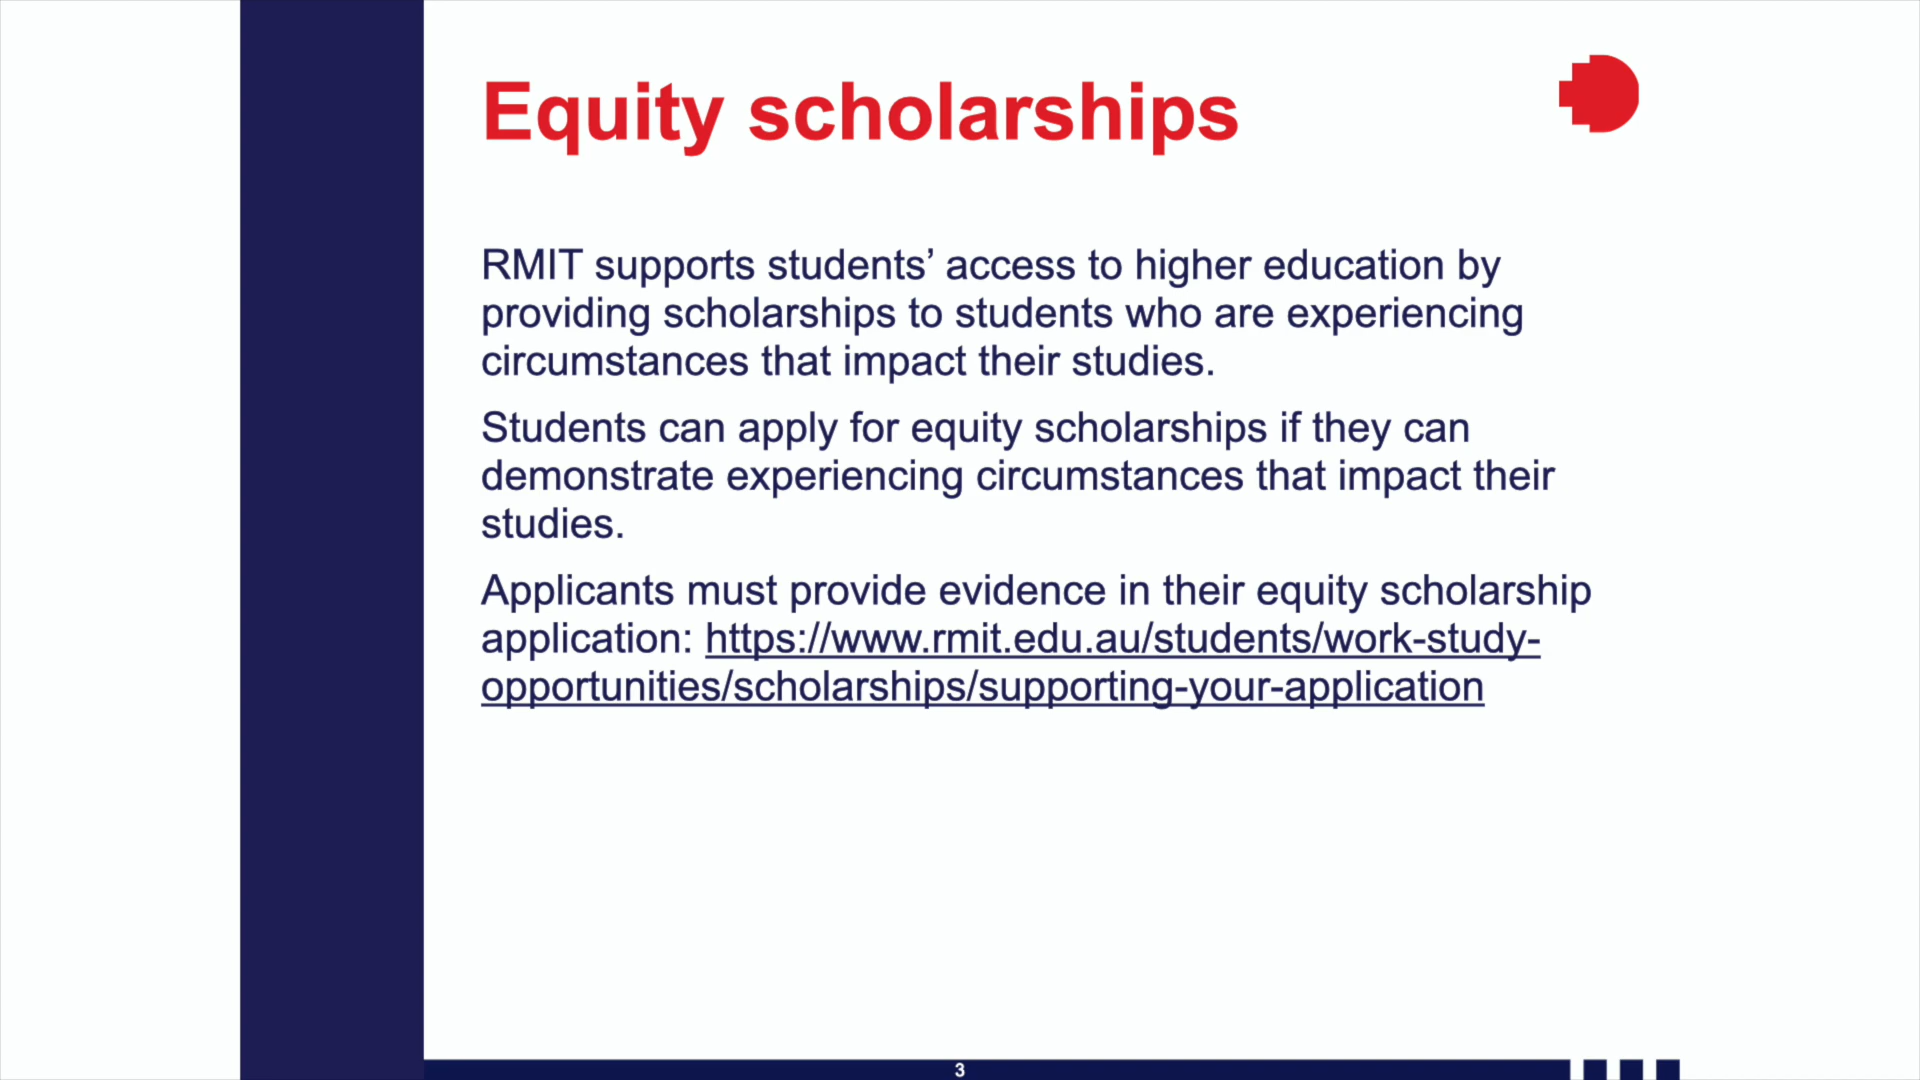 Equity scholarships
RMIT supports students’ access to higher education by
providing scholarships to students who are experiencing
circumstances that impact their studies.
Students can apply for equity scholarships if they can
demonstrate experiencing circumstances that impact their
studies.
Applicants must provide evidence in their equity scholarship
application: https://www.rmit.edu.au/students/work-study-
opportunities/scholarships/supporting-your-application
3